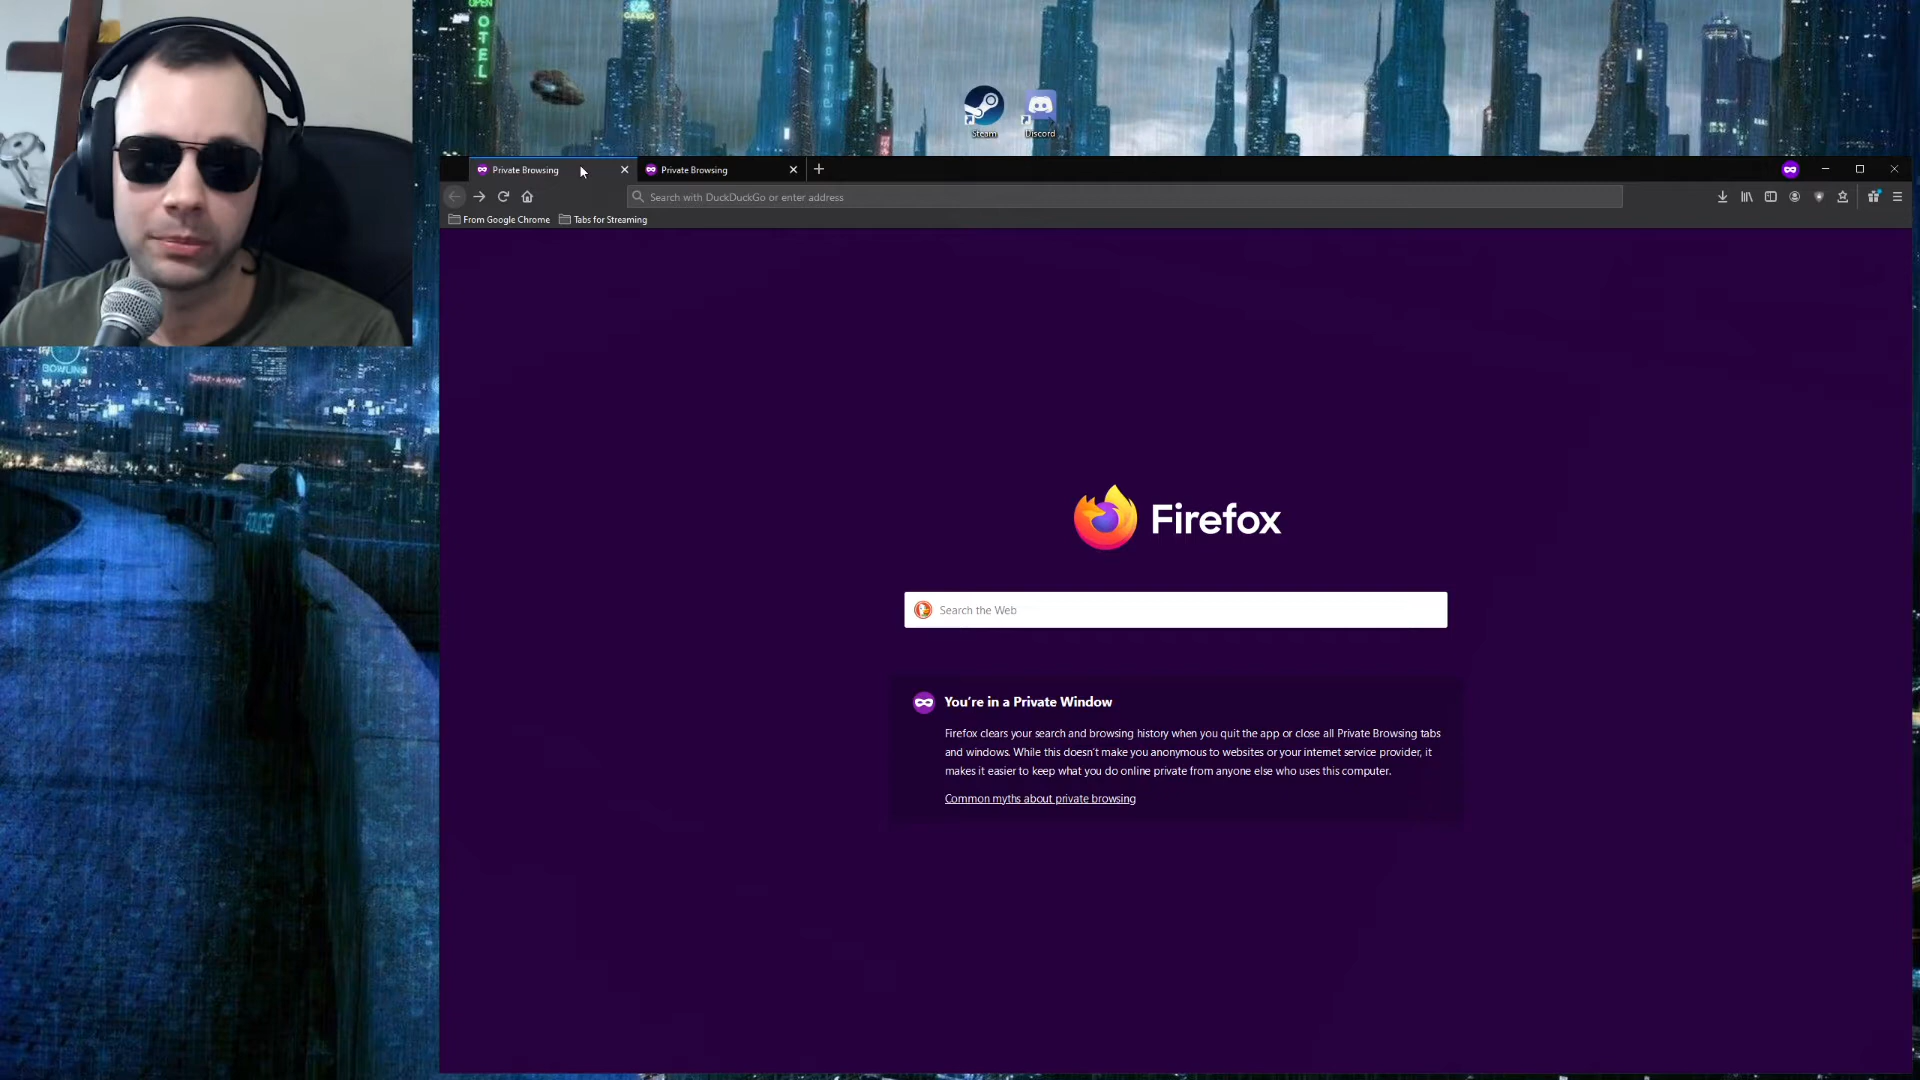 OPEN
OTEL
CASINO
Steam
Discord
Private Browsing
Private Browsing
Search with DuckDuckGo or enter address
From Google Chrome
Tabs for Streaming
BOWLING
POLICE
Firefox
Search the Web
You're in a Private Window
Firefox clears your search and browsing history when you quit the app or close all Private Browsing tabs
and windows. While this doesn't make you anonymous to websites or your internet service provider, it
makes it easier to keep what you do online private from anyone else who uses this computer.
Common myths about private browsing